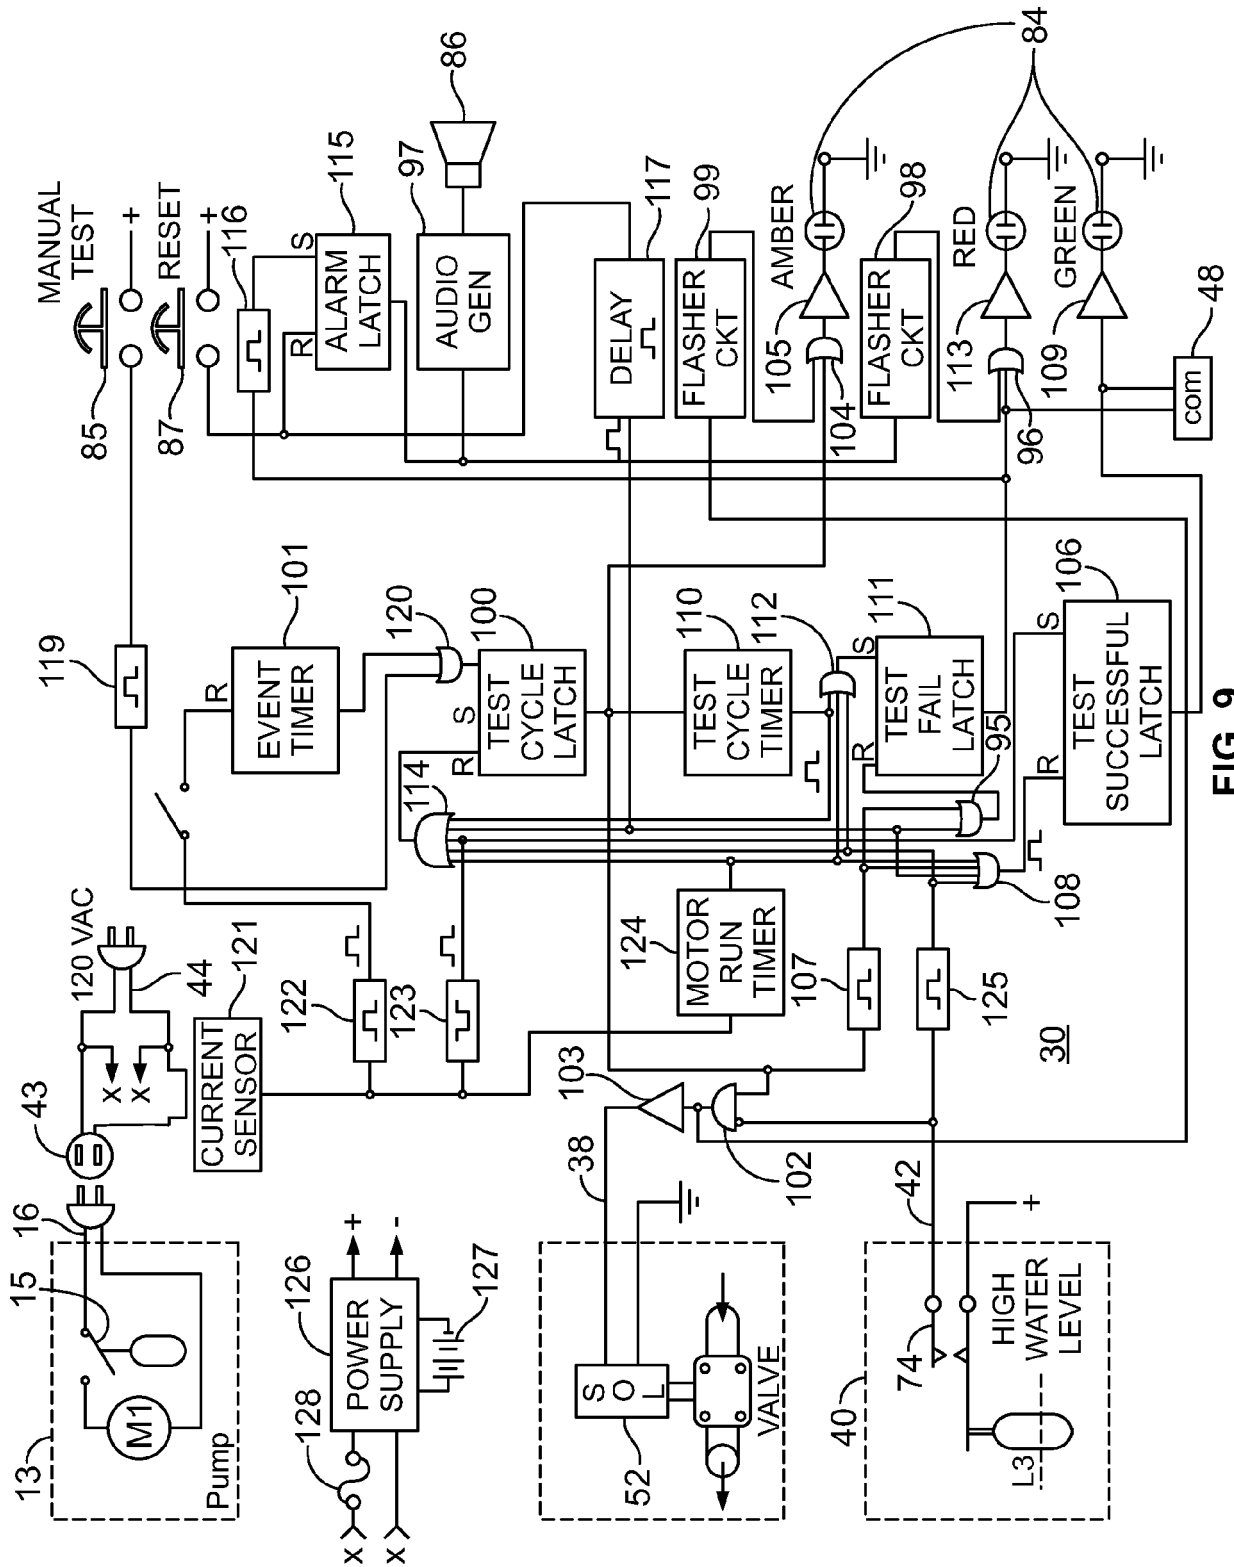 MANUAL
TEST
85
+
RESET
87
+
116
S
R
ALARM
LATCH
115
AUDIO
GEN
97
86
DELAY
117
FLASHER
CKT
99
AMBER
105
104
FLASHER
CKT
98
RED
113
96
GREEN
109
84
com
48
119
R
EVENT
TIMER
101
120
S
R
TEST
CYCLE
LATCH
100
114
TEST
CYCLE
TIMER
110
112
S
R
TEST
FAIL
LATCH
111
95
S
R
TEST
SUCCESSFUL
LATCH
106
108
120 VAC
44
43
X
X
CURRENT
SENSOR
121
122
123
124
MOTOR
RUN
TIMER
107
125
30
103
102
38
42
16
15
M1
13
Pump
126
POWER
SUPPLY
+
-
127
128
X
X
SOL
52
VALVE
40
74
HIGH
WATER
LEVEL
+
L3
FIG. 9